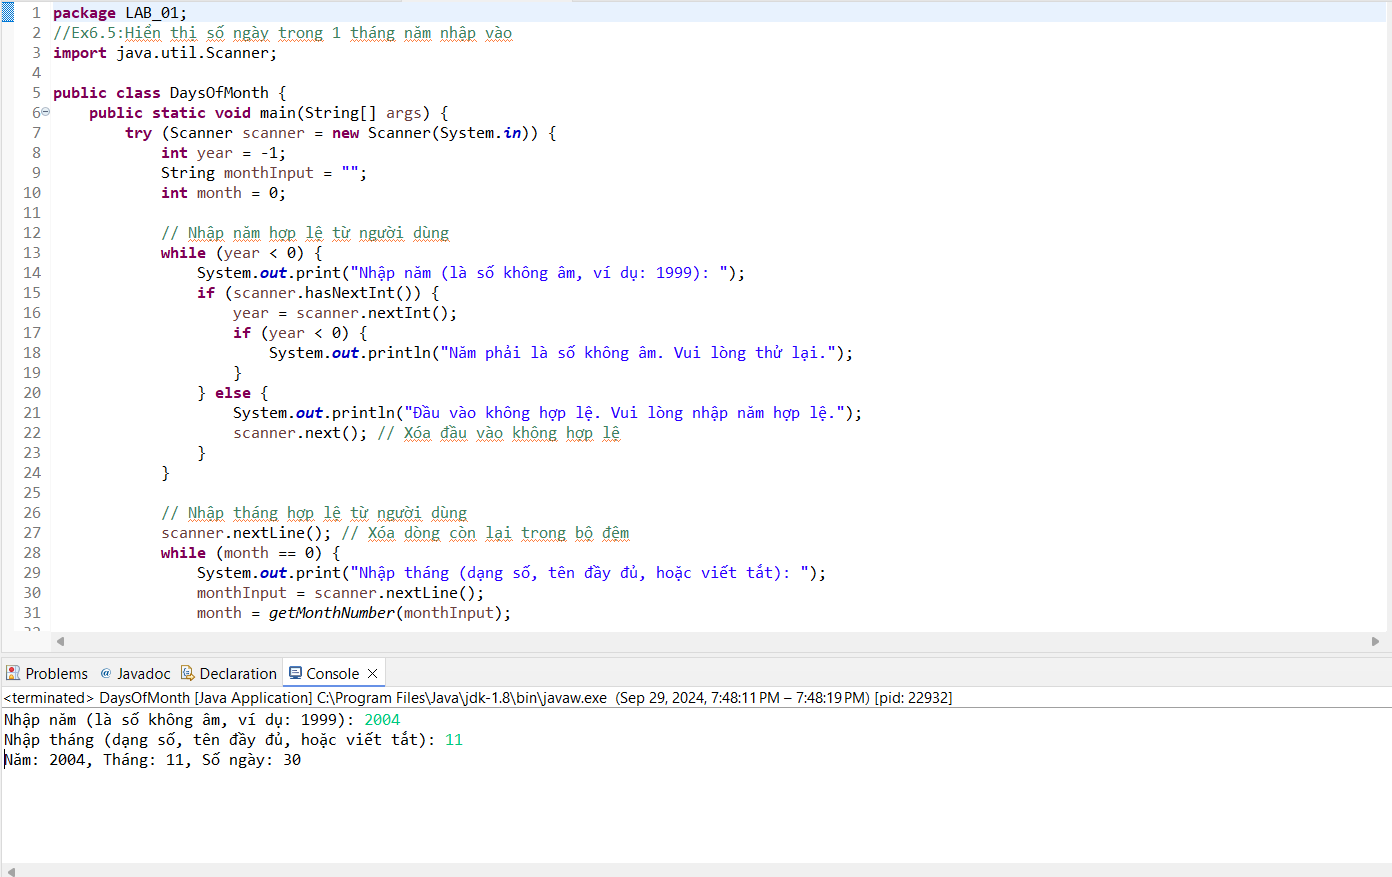 1 package LAB_01;
2 //Ex6.5:Hiển thị số ngày trong 1 tháng năm nhập vào
3 import java.util.Scanner;
4
5 public class DaysOfMonth {
6 public static void main(String[] args) {
7 try (Scanner scanner = new Scanner(System.in)) {
8 int year = -1;
9 String monthInput = "";
10 int month = 0;
11
12 // Nhập năm hợp lệ từ người dùng
13 while (year < 0) {
14 System.out.print("Nhập năm (là số không âm, ví dụ: 1999): ");
15 if (scanner.hasNextInt()) {
16 year = scanner.nextInt();
17 if (year < 0) {
18 System.out.println("Năm phải là số không âm. Vui lòng thử lại.");
19 }
20 } else {
21 System.out.println("Đầu vào không hợp lệ. Vui lòng nhập năm hợp lệ.");
22 scanner.next(); // Xóa đầu vào không hợp lệ
23 }
24 }
25
26 // Nhập tháng hợp lệ từ người dùng
27 scanner.nextLine(); // Xóa dòng còn lại trong bộ đệm
28 while (month == 0) {
29 System.out.print("Nhập tháng (dạng số, tên đầy đủ, hoặc viết tắt): ");
30 monthInput = scanner.nextLine();
31 month = getMonthNumber(monthInput);
Problems @ Javadoc Declaration Console
<terminated> DaysOfMonth [Java Application] C:\Program Files\Java\jdk-1.8\bin\javaw.exe (Sep 29, 2024, 7:48:11 PM – 7:48:19 PM) [pid: 22932]
Nhập năm (là số không âm, ví dụ: 1999): 2004
Nhập tháng (dạng số, tên đầy đủ, hoặc viết tắt): 11
Năm: 2004, Tháng: 11, Số ngày: 30